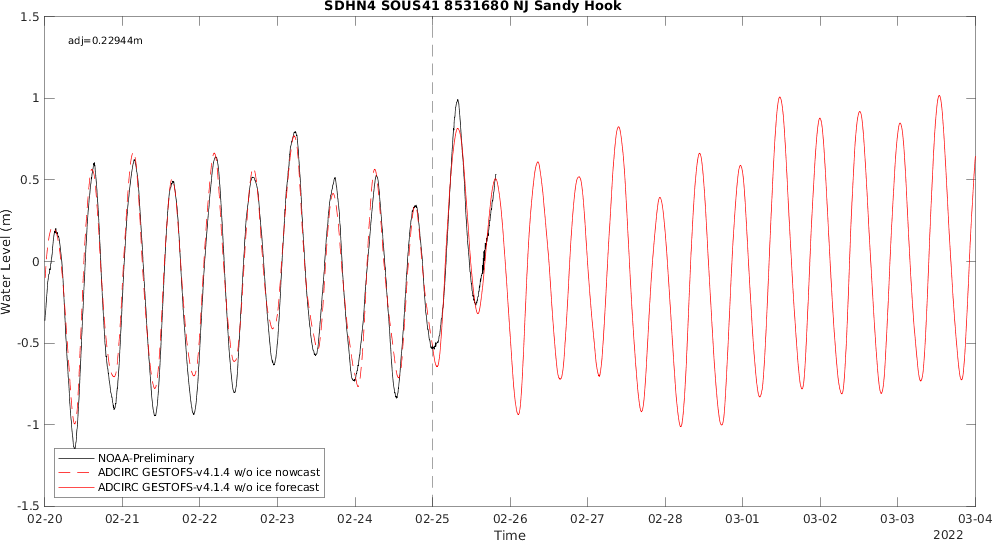 SDHN4 SOUS41 8531680 NJ Sandy Hook
adj=0.22944m
1.5
1
0.5
0
-0.5
-1
-1.5
Water Level (m)
NOAA-Preliminary
ADCIRC GESTOFS-v4.1.4 w/o ice nowcast
ADCIRC GESTOFS-v4.1.4 w/o ice forecast
02-20 02-21 02-22 02-23 02-24 02-25 02-26 02-27 02-28 03-01 03-02 03-03 03-04
Time
2022